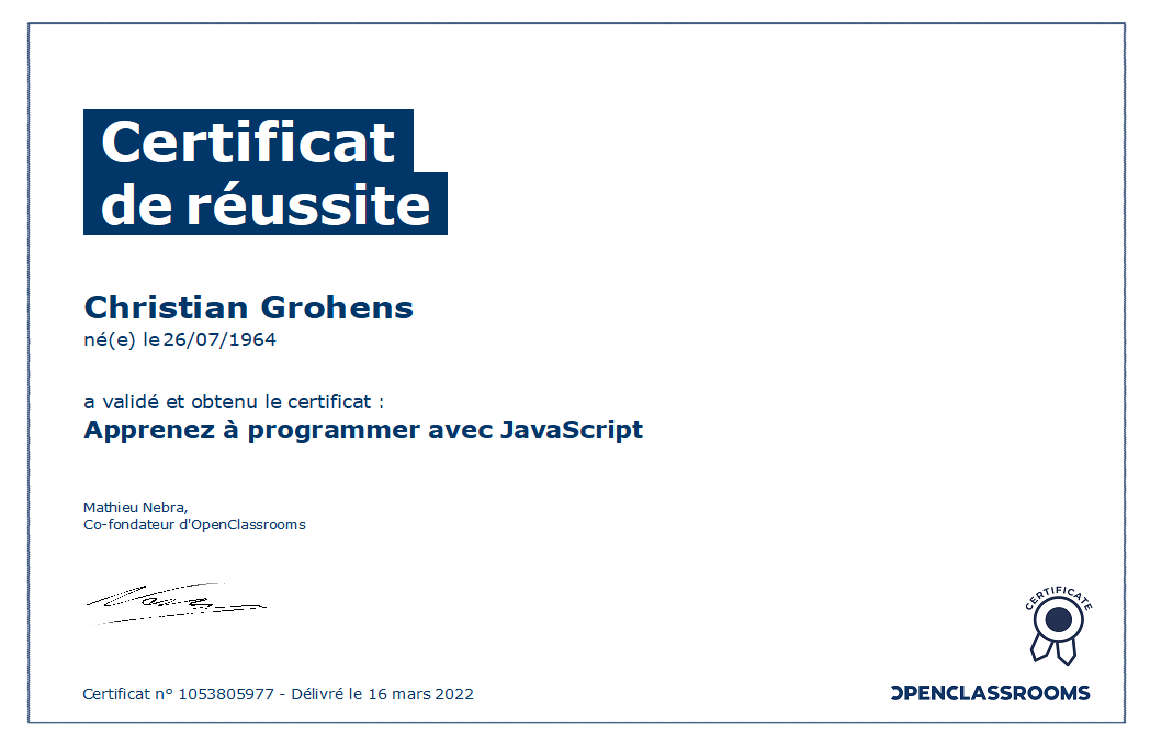 Certificat
de réussite
Christian Grohens
né(e) le 26/07/1964
a validé et obtenu le certificat :
Apprenez à programmer avec JavaScript
Mathieu Nebra,
Co-fondateur d'OpenClassrooms
CERTIFICATE
Certificat n° 1053805977 - Délivré le 16 mars 2022
OPENCLASSROOMS